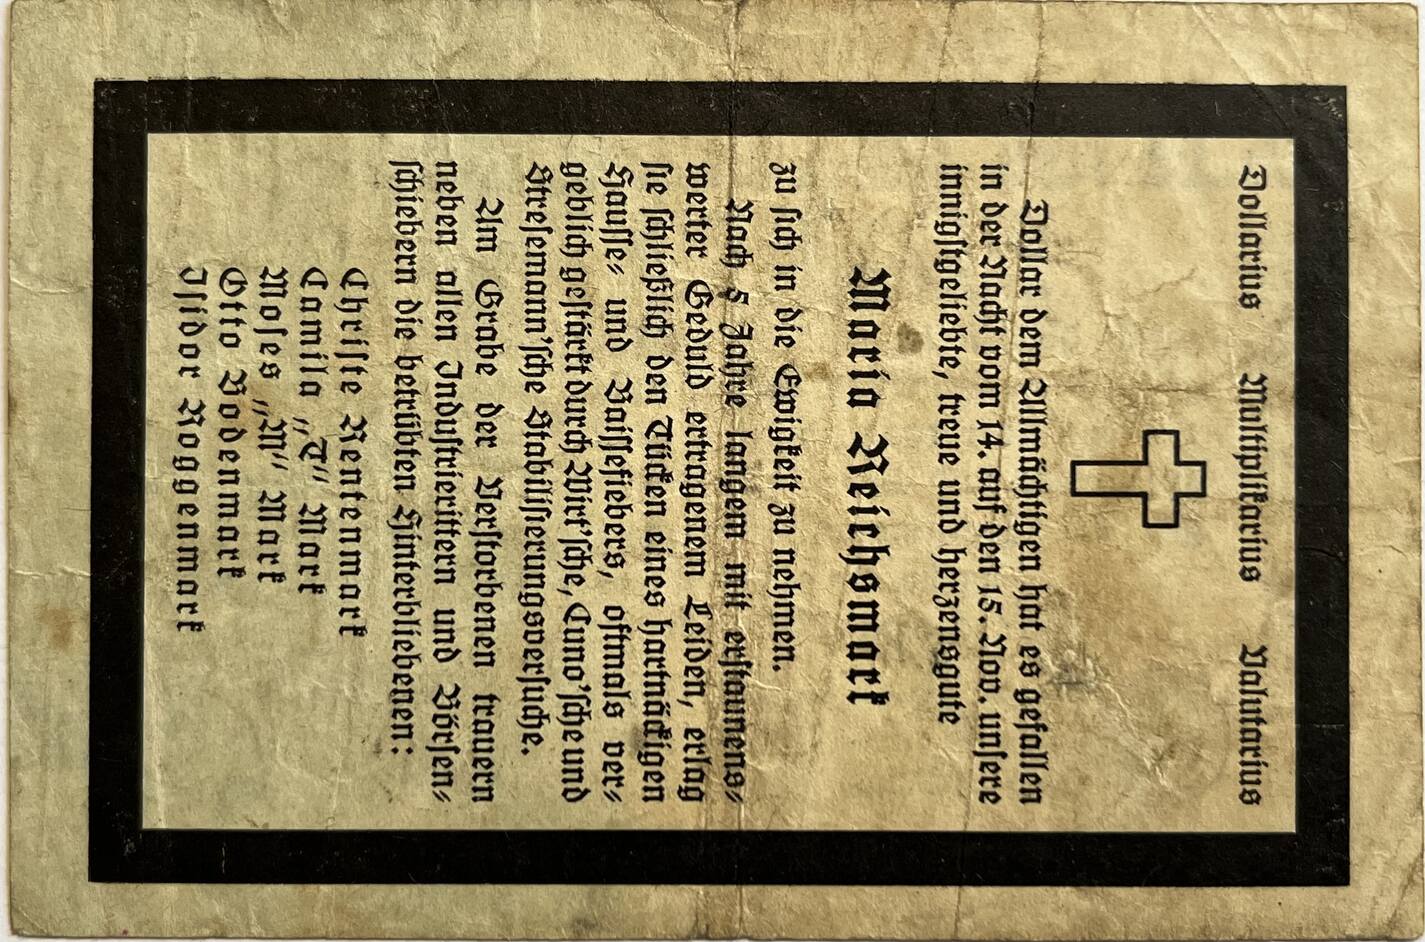 Dollarius Multiplikarius Valutarius
Dollar dem Allmächtigen hat es gefallen
in der Nacht vom 14. auf den 15. Nov. unsere
innigstgeliebte, treue und herzensgute
Maria Reichsmark
zu sich in die Ewigkeit zu nehmen.
Nach 5 Jahre langem mit erstaunens⸗
werter Geduld ertragenem Leiden, erlag
sie schließlich den Tücken eines hartnäckigen
Hausse⸗ und Baissefiebers, oftmals ver⸗
geblich gestärkt durch Wirt'sche, Cuno'sche und
Stresemann'sche Stabilisierungsversuche.
Am Grabe der Verstorbenen trauern
neben allen Industrierittern und Börsen⸗
schiebern die betrübten Hinterbliebenen:
Christe Rentenmark
Camila „T" Mark
Moses „M" Mark
Otto Bodenmark
Isidor Roggenmark